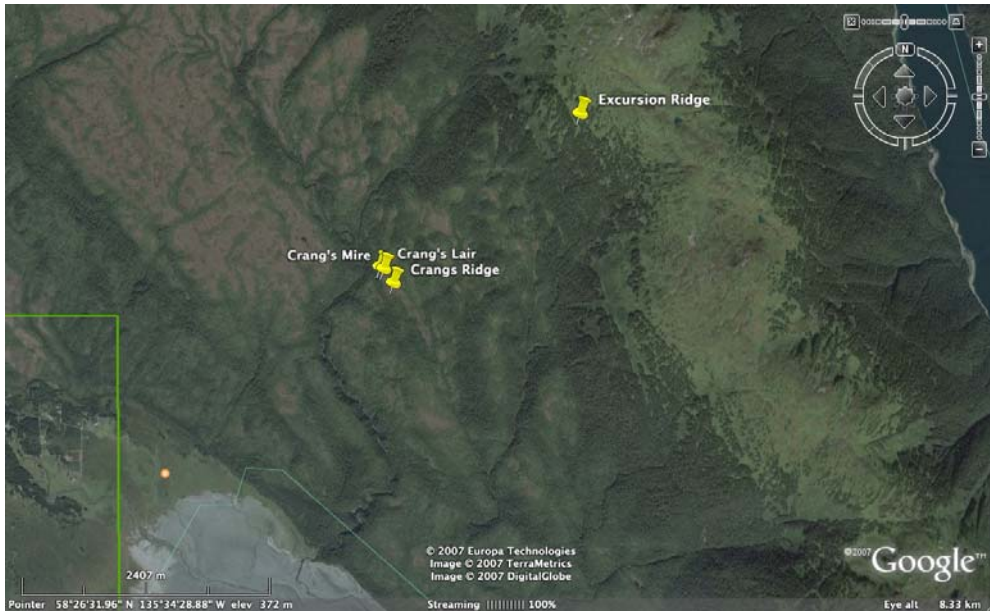 N
Excursion Ridge
Crang's Mire
Crang's Lair
Crangs Ridge
© 2007 Europa Technologies
Image © 2007 TerraMetrics
Image © 2007 DigitalGlobe
©2007 Google™
2407 m
Pointer 58°26'31.96" N 135°34'28.88" W elev 372 m
Streaming |||||||||| 100%
Eye alt 8.33 km